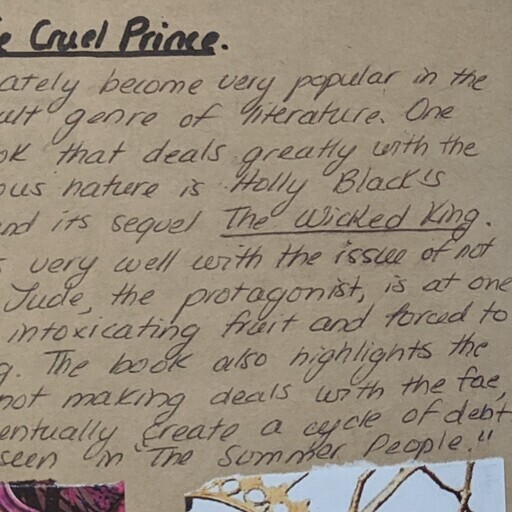 e Cruel Prince.
ately become very popular in the
ult genre of literature. One
ok that deals greatly with the
ous nature is Holly Black's
nd its sequel The Wicked King.
s very well with the issue of not
Jude, the protagonist, is at one
intoxicating fruit and forced to
g. The book also highlights the
not making deals with the fae,
entually create a cycle of debt
seen in "The Summer People."